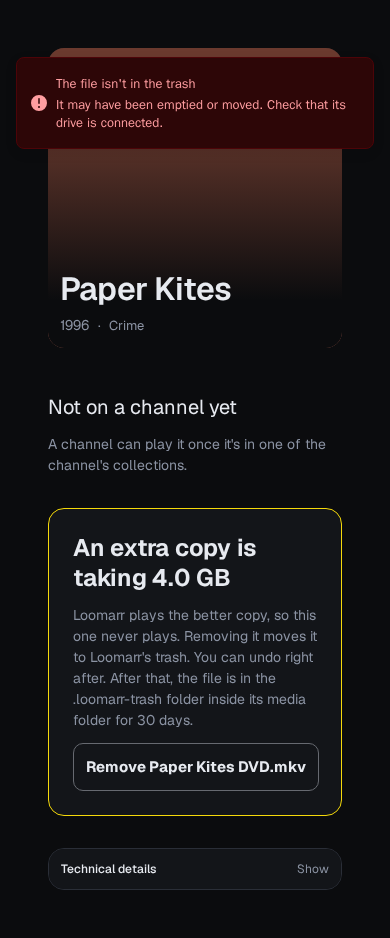 The file isn't in the trash
It may have been emptied or moved. Check that its
drive is connected.
Paper Kites
1996 · Crime
Not on a channel yet
A channel can play it once it's in one of the
channel's collections.
An extra copy is
taking 4.0 GB
Loomarr plays the better copy, so this
one never plays. Removing it moves it
to Loomarr's trash. You can undo right
after. After that, the file is in the
.loomarr-trash folder inside its media
folder for 30 days.
Remove Paper Kites DVD.mkv
Technical details
Show